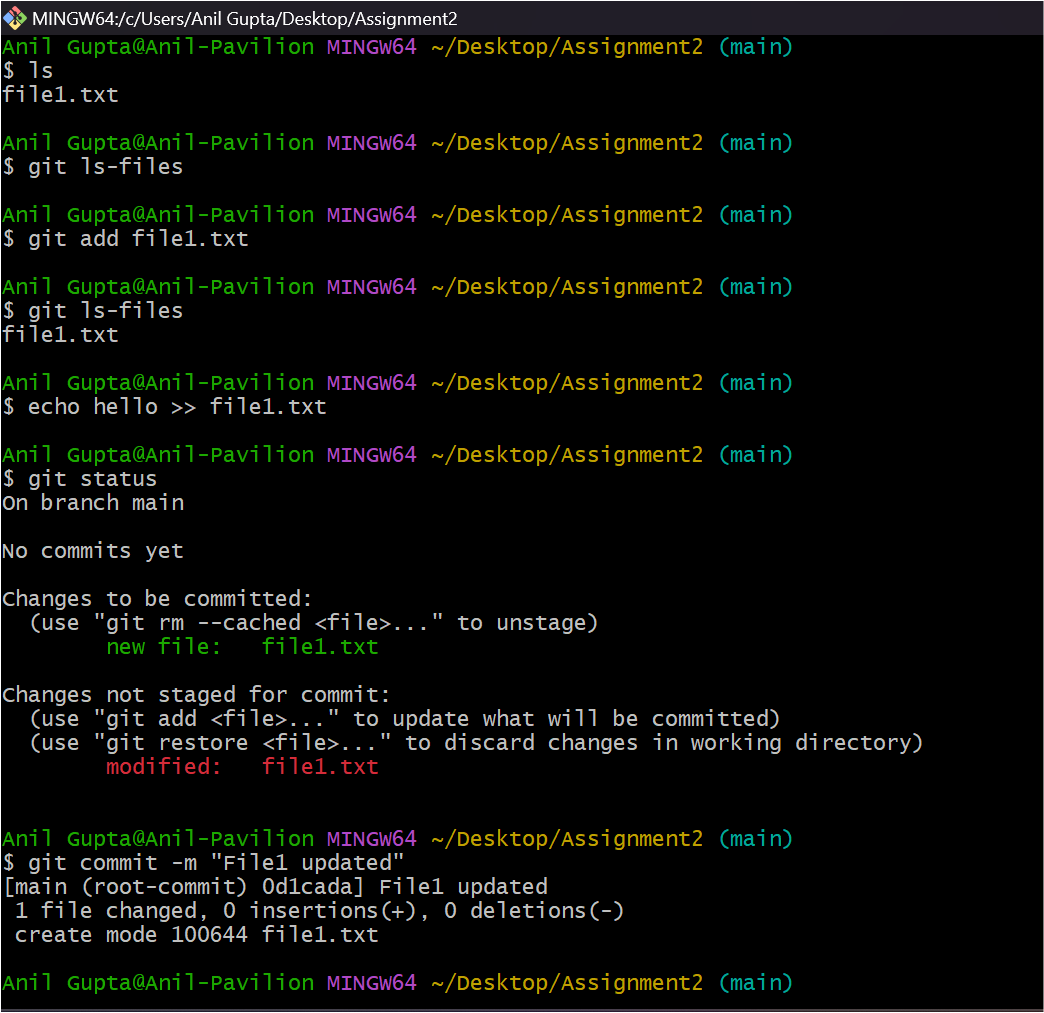 MINGW64:/c/Users/Anil Gupta/Desktop/Assignment2
Anil Gupta@Anil-Pavilion MINGW64 ~/Desktop/Assignment2 (main)
$ ls
file1.txt
Anil Gupta@Anil-Pavilion MINGW64 ~/Desktop/Assignment2 (main)
$ git ls-files
Anil Gupta@Anil-Pavilion MINGW64 ~/Desktop/Assignment2 (main)
$ git add file1.txt
Anil Gupta@Anil-Pavilion MINGW64 ~/Desktop/Assignment2 (main)
$ git ls-files
file1.txt
Anil Gupta@Anil-Pavilion MINGW64 ~/Desktop/Assignment2 (main)
$ echo hello >> file1.txt
Anil Gupta@Anil-Pavilion MINGW64 ~/Desktop/Assignment2 (main)
$ git status
On branch main
No commits yet
Changes to be committed:
  (use "git rm --cached <file>..." to unstage)
        new file:   file1.txt
Changes not staged for commit:
  (use "git add <file>..." to update what will be committed)
  (use "git restore <file>..." to discard changes in working directory)
        modified:   file1.txt
Anil Gupta@Anil-Pavilion MINGW64 ~/Desktop/Assignment2 (main)
$ git commit -m "File1 updated"
[main (root-commit) 0d1cada] File1 updated
 1 file changed, 0 insertions(+), 0 deletions(-)
 create mode 100644 file1.txt
Anil Gupta@Anil-Pavilion MINGW64 ~/Desktop/Assignment2 (main)